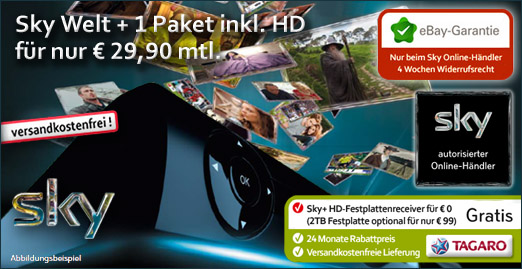 Sky Welt + 1 Paket inkl. HD
für nur € 29,90 mtl.
eBay-Garantie
Nur beim Sky Online-Händler
4 Wochen Widerrufsrecht
versandkostenfrei !
OK
sky
autorisierter
Online-Händler
sky
Sky+ HD-Festplattenreceiver für € 0
(2TB Festplatte optional für nur € 99)
Gratis
24 Monate Rabattpreis
Versandkostenfreie Lieferung
TAGARO
Abbildungsbeispiel